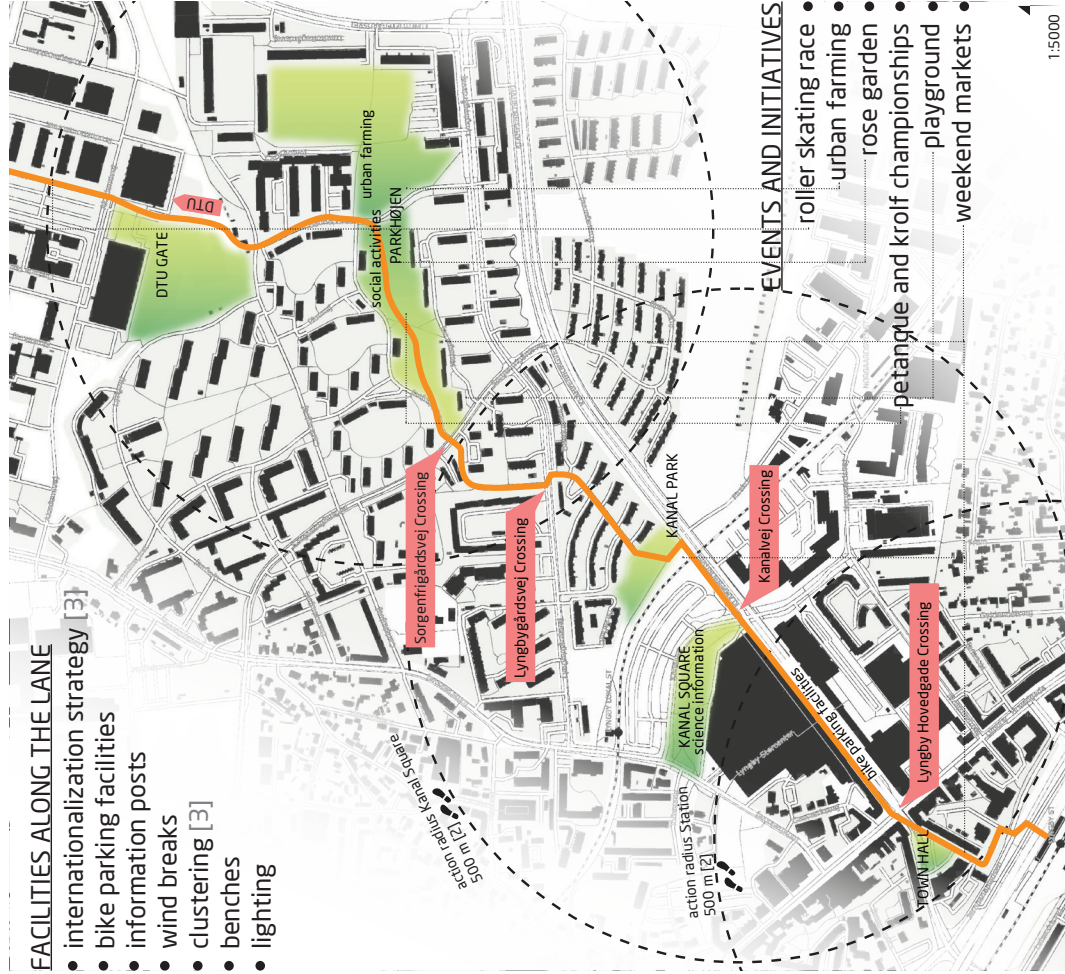 FACILITIES ALONG THE LANE
• internationalization strategy [3]
• bike parking facilities
• information posts
• wind breaks
• clustering [3]
• benches
• lighting
DTU
DTU GATE
social activities
urban farming
PARKHØJEN
Sorgenfrigårdsvej Crossing
Lyngbygårdsvej Crossing
KANAL PARK
Kanalvej Crossing
KANAL SQUARE
science information
Lyngby Storcenter
bike parking facilities
Lyngby Hovedgade Crossing
TOWN HALL
action radius Kanal Square
500 m [2]
action radius Station
500 m [2]
EVENTS AND INITIATIVES
roller skating race •
urban farming •
rose garden •
petanque and krolf championships •
playground •
weekend markets •
1:5000